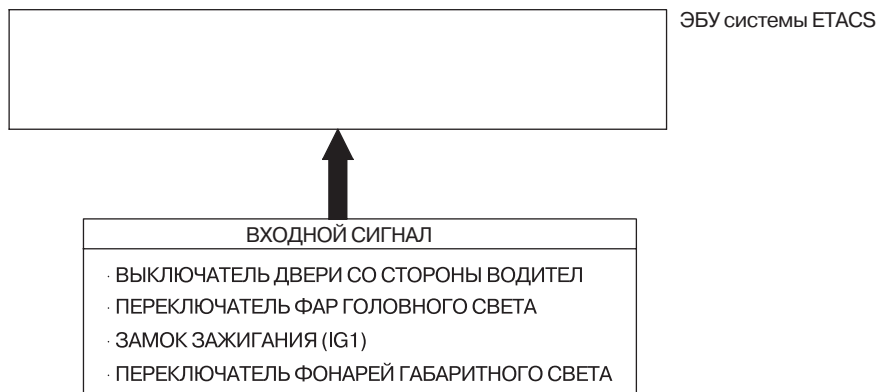 ЭБУ системы ETACS
ВХОДНОЙ СИГНАЛ
· ВЫКЛЮЧАТЕЛЬ ДВЕРИ СО СТОРОНЫ ВОДИТЕЛ
· ПЕРЕКЛЮЧАТЕЛЬ ФАР ГОЛОВНОГО СВЕТА
· ЗАМОК ЗАЖИГАНИЯ (IG1)
· ПЕРЕКЛЮЧАТЕЛЬ ФОНАРЕЙ ГАБАРИТНОГО СВЕТА